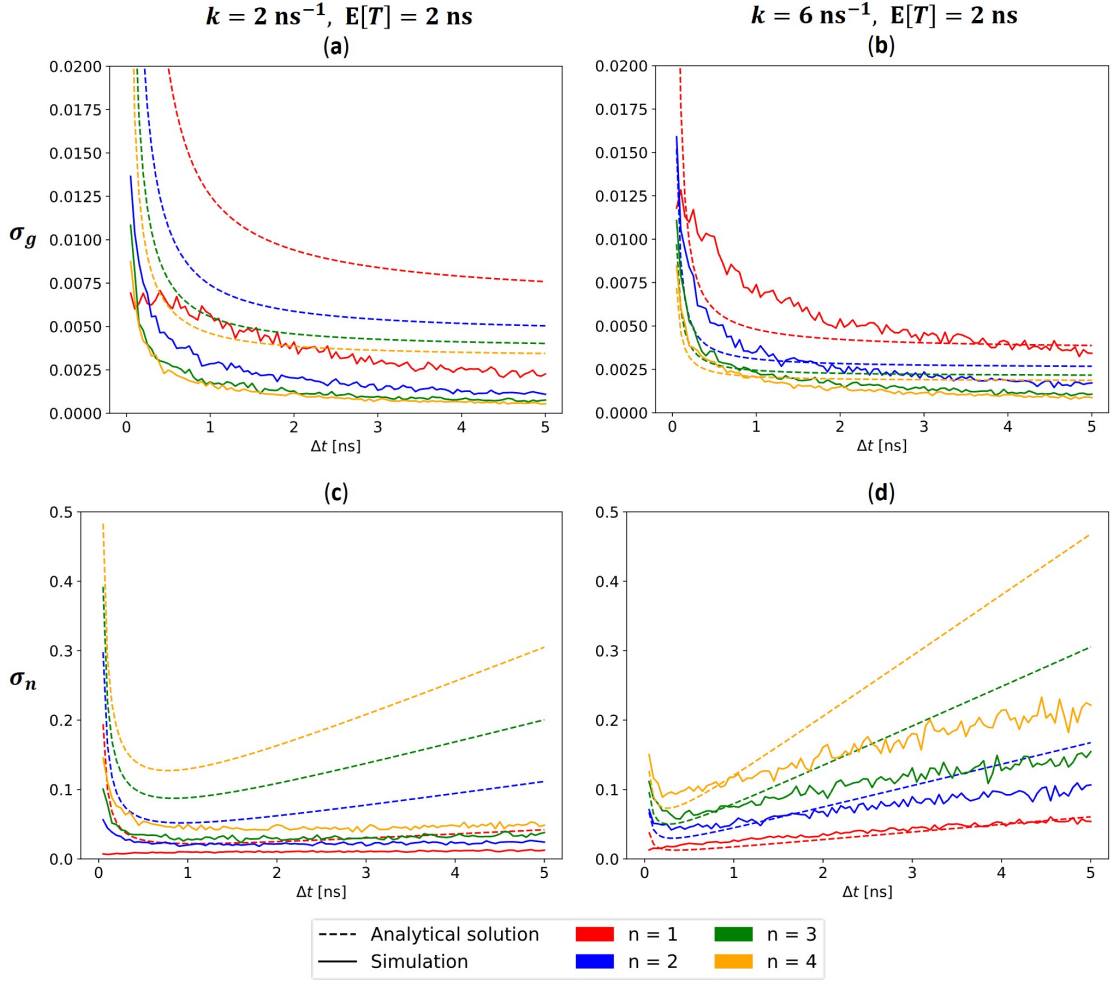 k = 2 ns⁻¹, E[T] = 2 ns
k = 6 ns⁻¹, E[T] = 2 ns
(a)
(b)
σg
0.0200
0.0175
0.0150
0.0125
0.0100
0.0075
0.0050
0.0025
0.0000
0 1 2 3 4 5
Δt [ns]
0.0200
0.0175
0.0150
0.0125
0.0100
0.0075
0.0050
0.0025
0.0000
0 1 2 3 4 5
Δt [ns]
(c)
(d)
σn
0.5
0.4
0.3
0.2
0.1
0.0
0 1 2 3 4 5
Δt [ns]
0.5
0.4
0.3
0.2
0.1
0.0
0 1 2 3 4 5
Δt [ns]
Analytical solution
Simulation
n = 1
n = 2
n = 3
n = 4